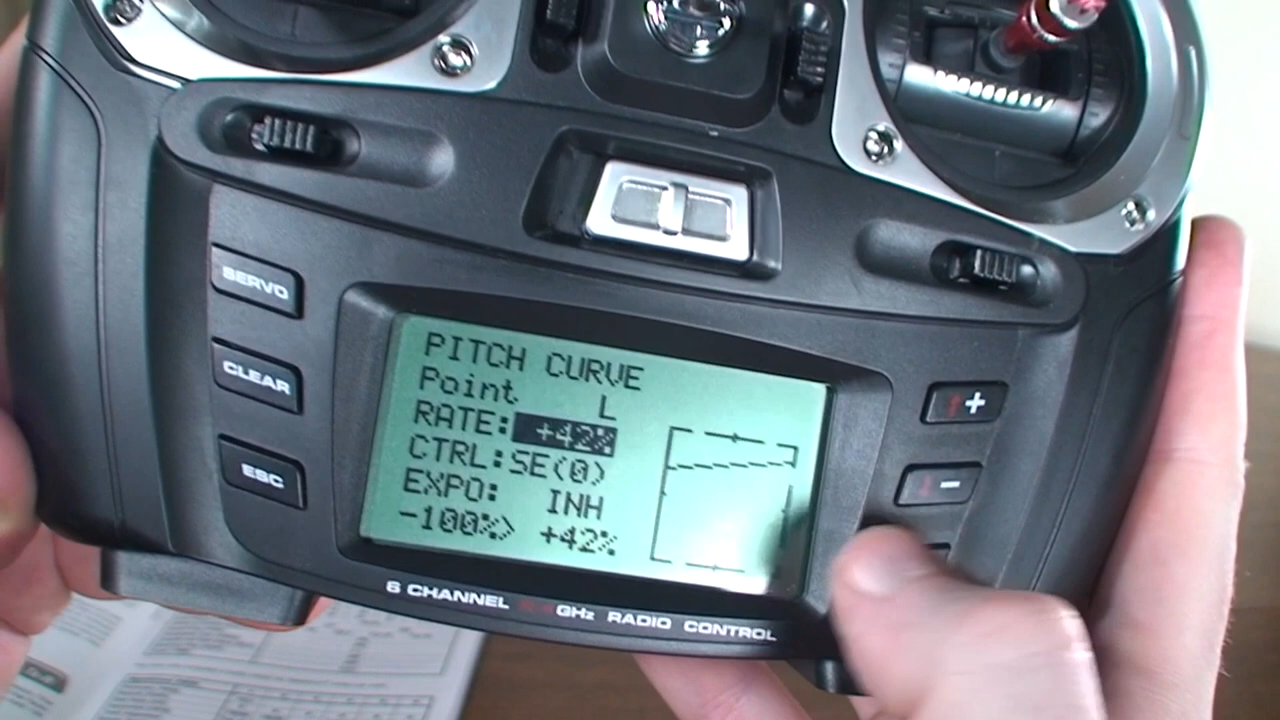 SERVO
CLEAR
ESC
PITCH CURVE
Point L
RATE: +42%
CTRL:SE(0)
EXPO: INH
-100%> +42%
+
-
6 CHANNEL 2.4GHz RADIO CONTROL